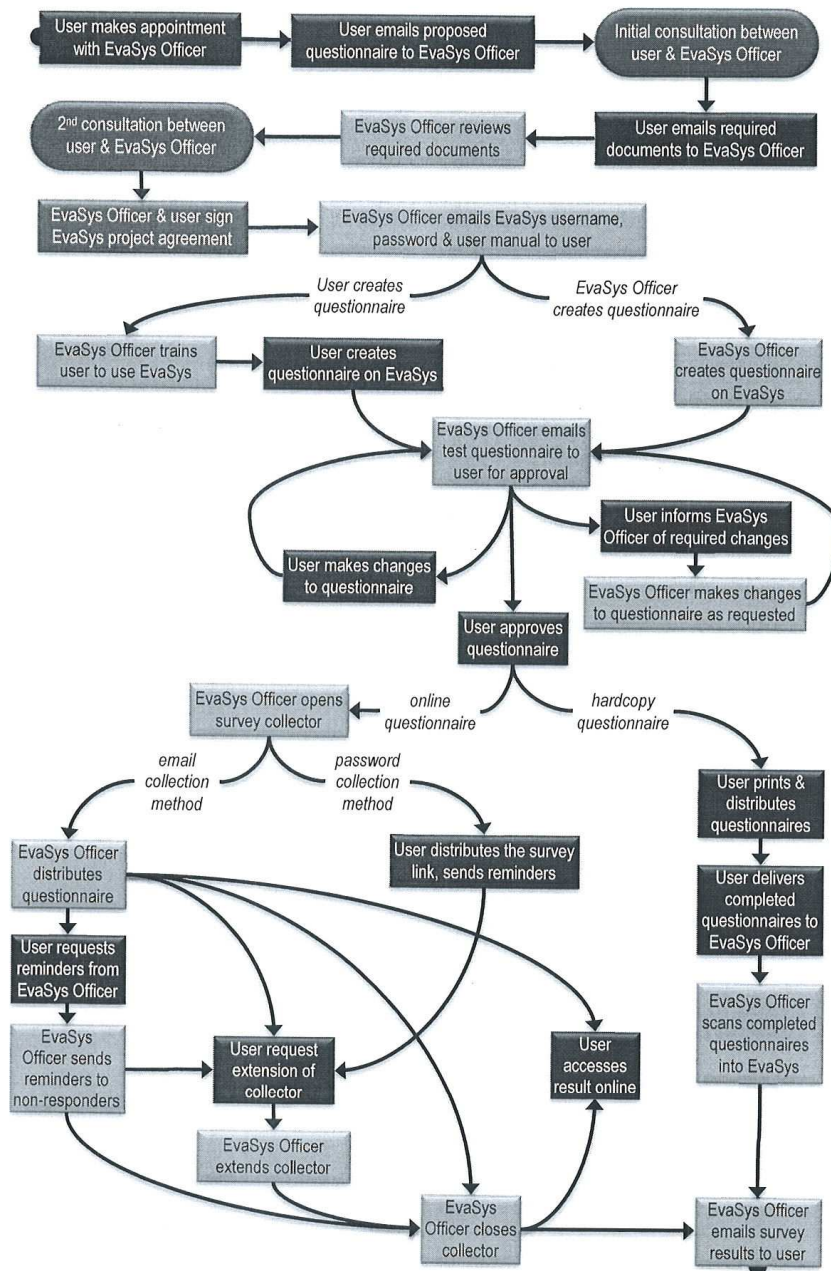 User makes appointment
with EvaSys Officer
User emails proposed
questionnaire to EvaSys Officer
Initial consultation between
user & EvaSys Officer
2nd consultation between
user & EvaSys Officer
EvaSys Officer reviews
required documents
User emails required
documents to EvaSys Officer
EvaSys Officer & user sign
EvaSys project agreement
EvaSys Officer emails EvaSys username,
password & user manual to user
User creates
questionnaire
EvaSys Officer
creates questionnaire
EvaSys Officer trains
user to use EvaSys
User creates
questionnaire on EvaSys
EvaSys Officer
creates questionnaire
on EvaSys
EvaSys Officer emails
test questionnaire to
user for approval
User informs EvaSys
Officer of required changes
User makes changes
to questionnaire
EvaSys Officer makes changes
to questionnaire as requested
User approves
questionnaire
EvaSys Officer opens
survey collector
online
questionnaire
hardcopy
questionnaire
email
collection
method
password
collection
method
User prints &
distributes
questionnaires
EvaSys Officer
distributes
questionnaire
User distributes the survey
link, sends reminders
User delivers
completed
questionnaires to
EvaSys Officer
User requests
reminders from
EvaSys Officer
EvaSys
Officer sends
reminders to
non-responders
User request
extension of
collector
User
accesses
result online
EvaSys Officer
scans completed
questionnaires
into EvaSys
EvaSys Officer
extends collector
EvaSys
Officer closes
collector
EvaSys Officer
emails survey
results to user